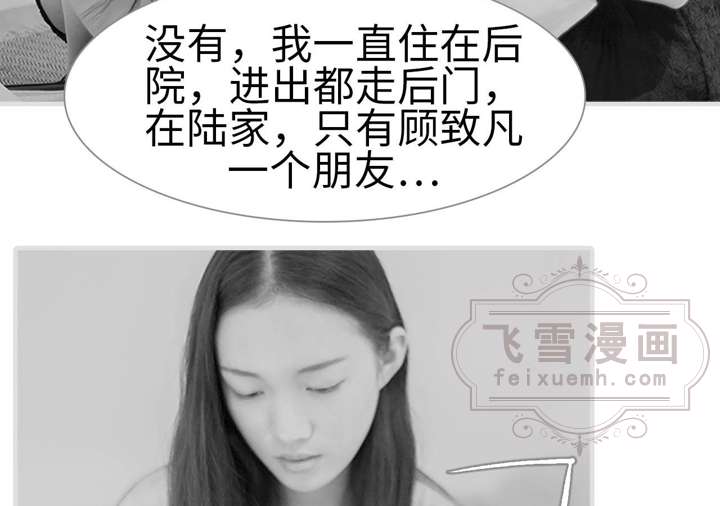 没有，我一直住在后
院，进出都走后门，
在陆家，只有顾致凡
一个朋友...
飞雪漫画
feixuemh.com